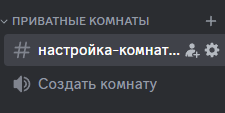 ПРИВАТНЫЕ КОМНАТЫ
настройка-комнат...
Создать комнату